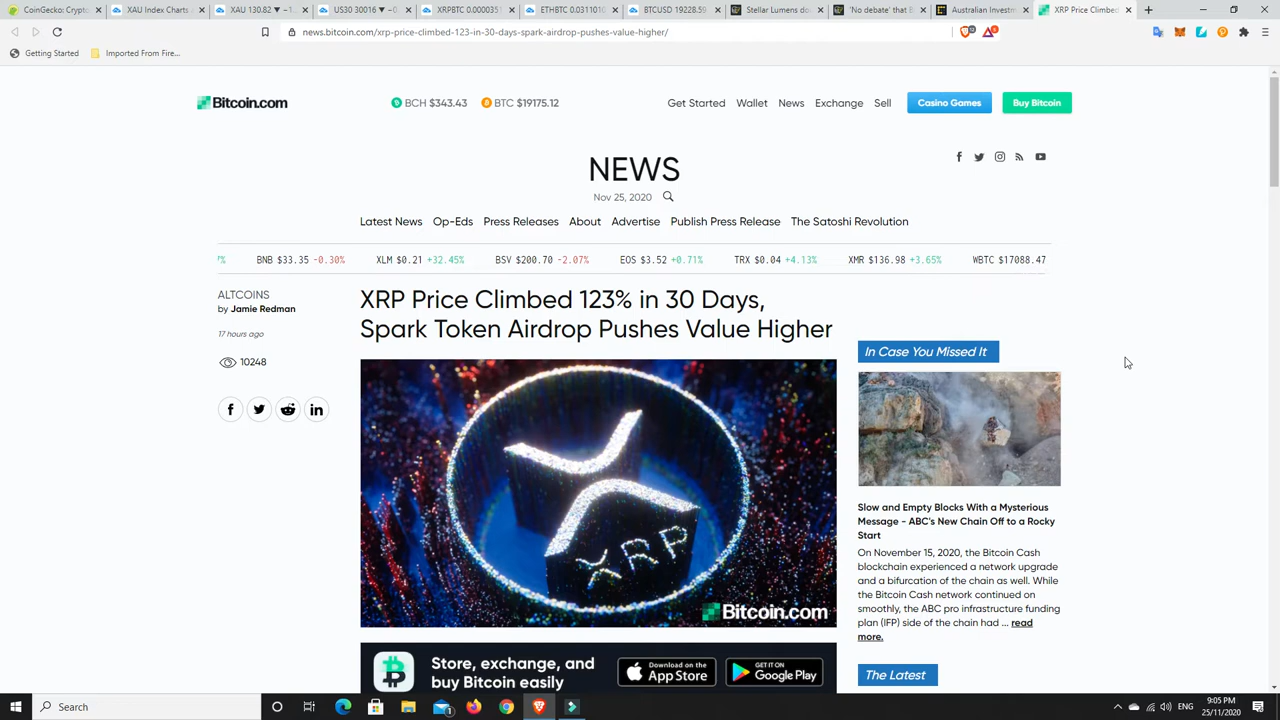 CoinGecko: Crypto
XAU Index Charts
XAU 130.82
US30 30016
XRPBTC 0.0000351
ETHBTC 0.0311010
BTCUSD 19228.59
Stellar Lumens do
'No debate' that B
Australian Investm
XRP Price Climbed
news.bitcoin.com/xrp-price-climbed-123-in-30-days-spark-airdrop-pushes-value-higher/
Getting Started
Imported From Fire...
Bitcoin.com
BCH $343.43
BTC $19175.12
Get Started
Wallet
News
Exchange
Sell
Casino Games
Buy Bitcoin
NEWS
Nov 25, 2020
Latest News
Op-Eds
Press Releases
About
Advertise
Publish Press Release
The Satoshi Revolution
%
BNB $33.35 -0.30%
XLM $0.21 +32.45%
BSV $200.70 -2.07%
EOS $3.52 +0.71%
TRX $0.04 +4.13%
XMR $136.98 +3.65%
WBTC $17088.47
ALTCOINS
by Jamie Redman
17 hours ago
10248
XRP Price Climbed 123% in 30 Days,
Spark Token Airdrop Pushes Value Higher
XRP
Bitcoin.com
Store, exchange, and
buy Bitcoin easily
Download on the
App Store
GET IT ON
Google Play
In Case You Missed It
Slow and Empty Blocks With a Mysterious
Message - ABC's New Chain Off to a Rocky
Start
On November 15, 2020, the Bitcoin Cash
blockchain experienced a network upgrade
and a bifurcation of the chain as well. While
the Bitcoin Cash network continued on
smoothly, the ABC pro infrastructure funding
plan (IFP) side of the chain had ... read
more.
The Latest
Search
ENG
9:05 PM
25/11/2020